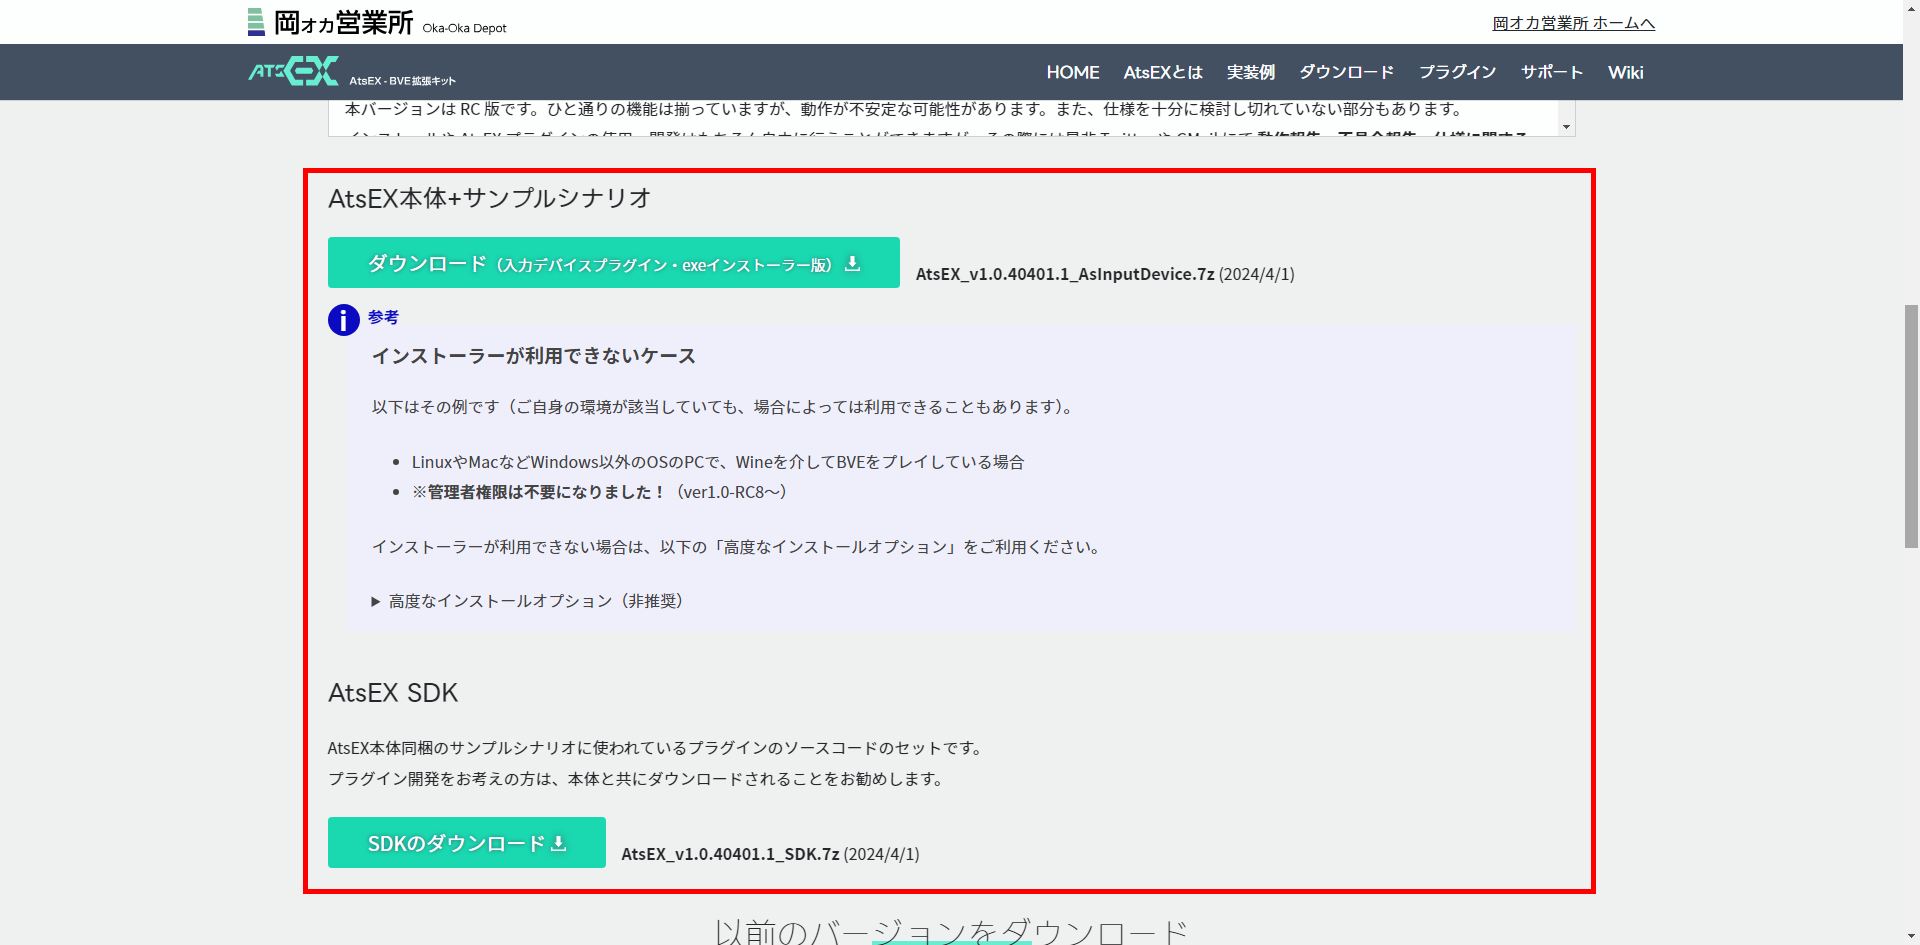 岡オカ営業所 Oka-Oka Depot
岡オカ営業所 ホームへ
ATSEX AtsEX - BVE拡張キット
HOME AtsEXとは 実装例 ダウンロード プラグイン サポート Wiki
本バージョンは RC 版です。ひと通りの機能は揃っていますが、動作が不安定な可能性があります。また、仕様を十分に検討し切れていない部分もあります。
AtsEX本体+サンプルシナリオ
ダウンロード（入力デバイスプラグイン・exeインストーラー版）
AtsEX_v1.0.40401.1_AsInputDevice.7z (2024/4/1)
参考
インストーラーが利用できないケース
以下はその例です（ご自身の環境が該当していても、場合によっては利用できることもあります）。
LinuxやMacなどWindows以外のOSのPCで、Wineを介してBVEをプレイしている場合
※管理者権限は不要になりました！（ver1.0-RC8～）
インストーラーが利用できない場合は、以下の「高度なインストールオプション」をご利用ください。
高度なインストールオプション（非推奨）
AtsEX SDK
AtsEX本体同梱のサンプルシナリオに使われているプラグインのソースコードのセットです。
プラグイン開発をお考えの方は、本体と共にダウンロードされることをお勧めします。
SDKのダウンロード
AtsEX_v1.0.40401.1_SDK.7z (2024/4/1)
以前のバージョンをダウンロード